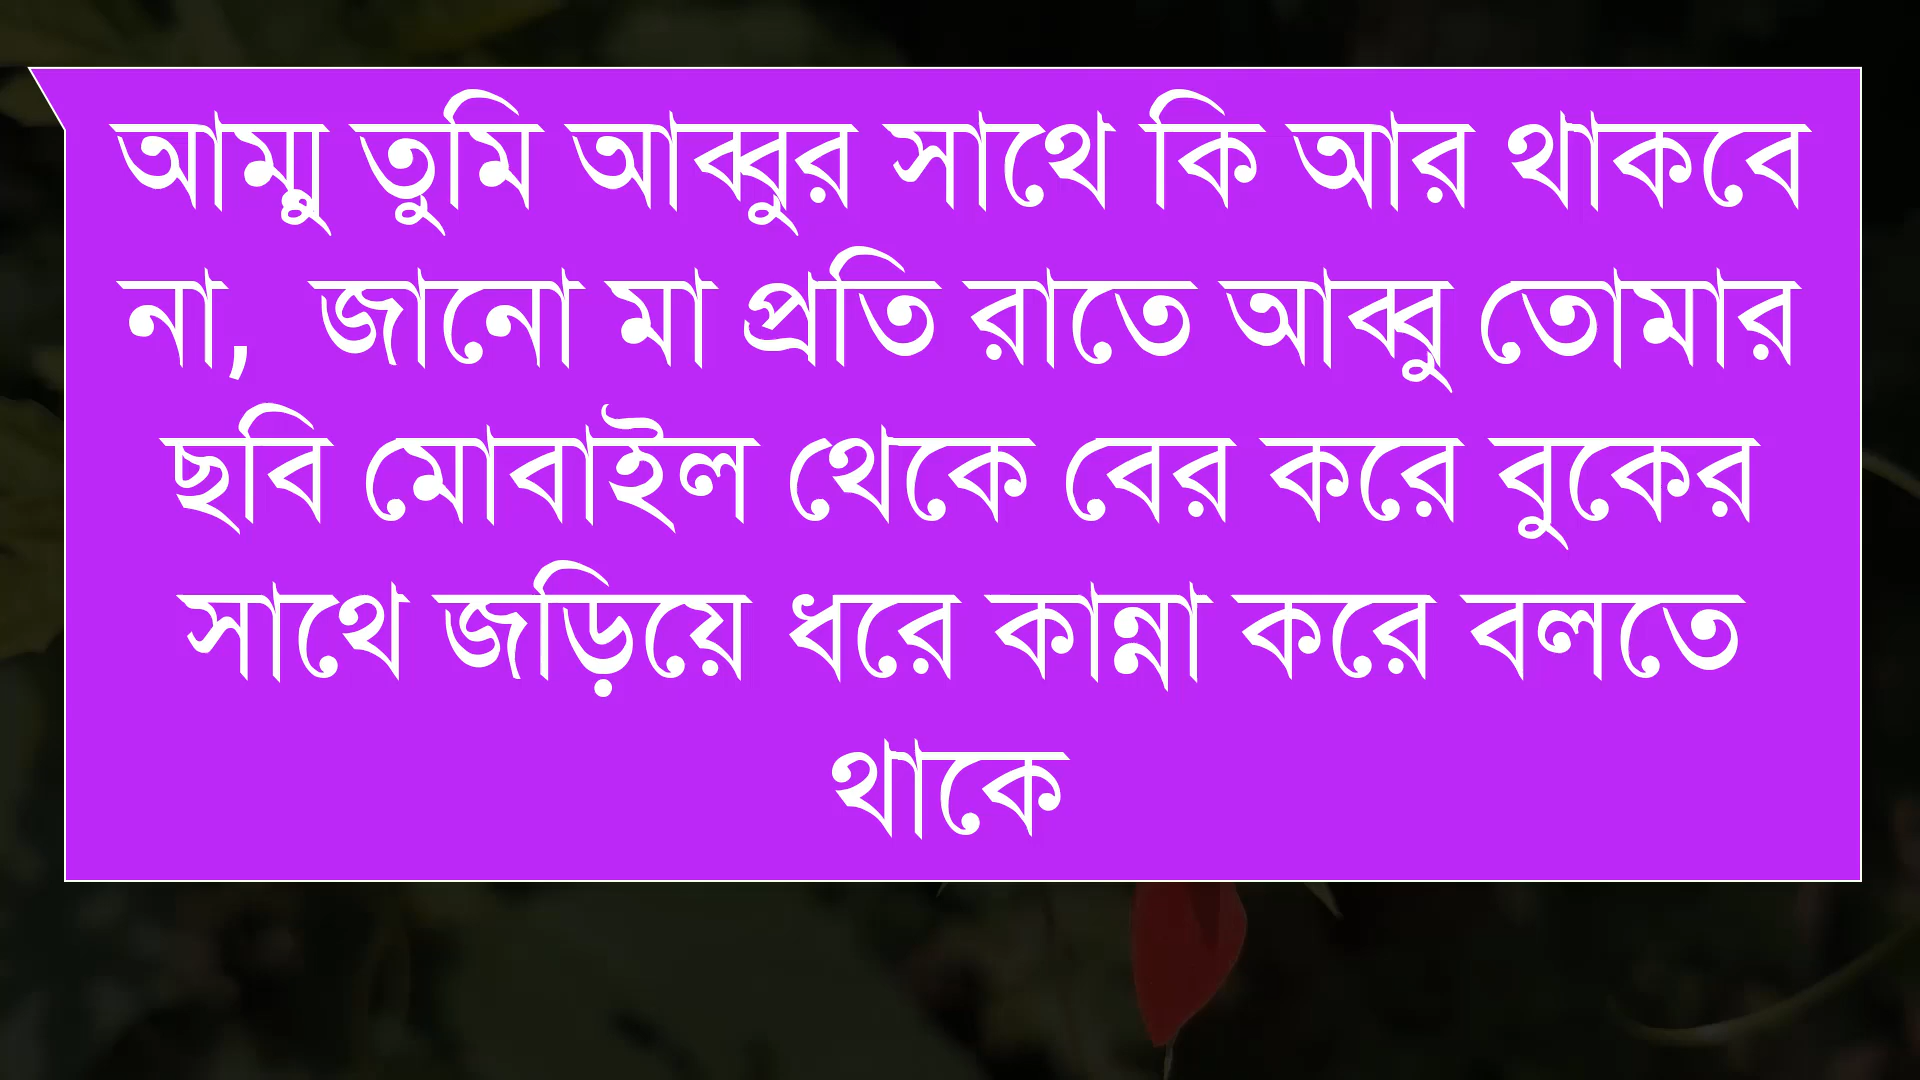 আম্মু তুমি আব্বুর সাথে কি আর থাকবে
না,  জানো মা প্রতি রাতে আব্বু তোমার
ছবি মোবাইল থেকে বের করে বুকের
সাথে জড়িয়ে ধরে কান্না করে বলতে
থাকে